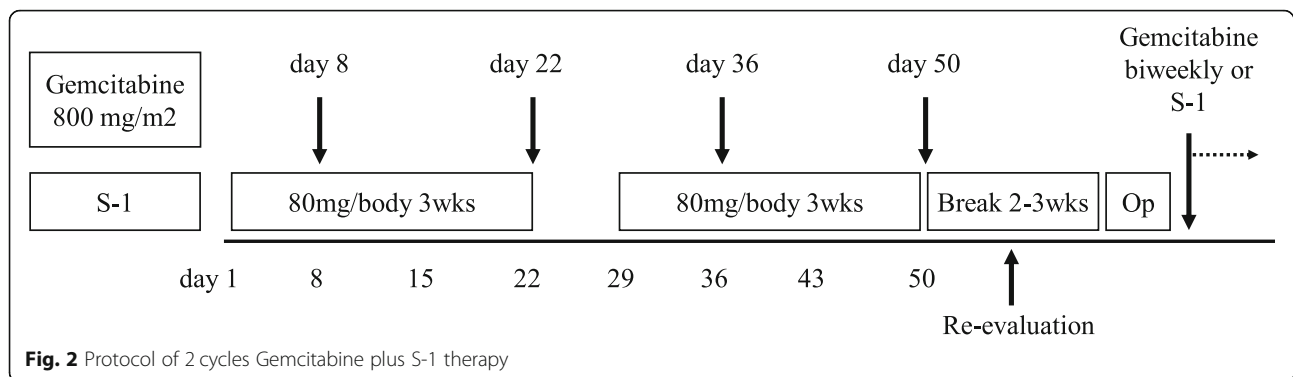 Gemcitabine
800 mg/m2
day 8
day 22
day 36
day 50
Gemcitabine
biweekly or
S-1
S-1
80mg/body 3wks
80mg/body 3wks
Break 2-3wks
Op
day 1
8
15
22
29
36
43
50
Re-evaluation
Fig. 2 Protocol of 2 cycles Gemcitabine plus S-1 therapy